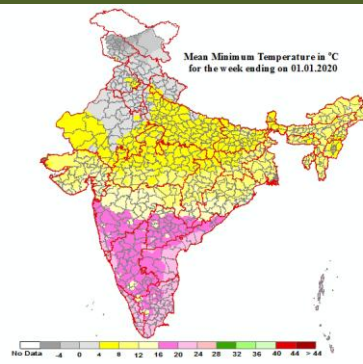 Mean Minimum Temperature in °C
for the week ending on 01.01.2020
No Data -4 0 4 8 12 16 20 24 28 32 36 40 44 > 44